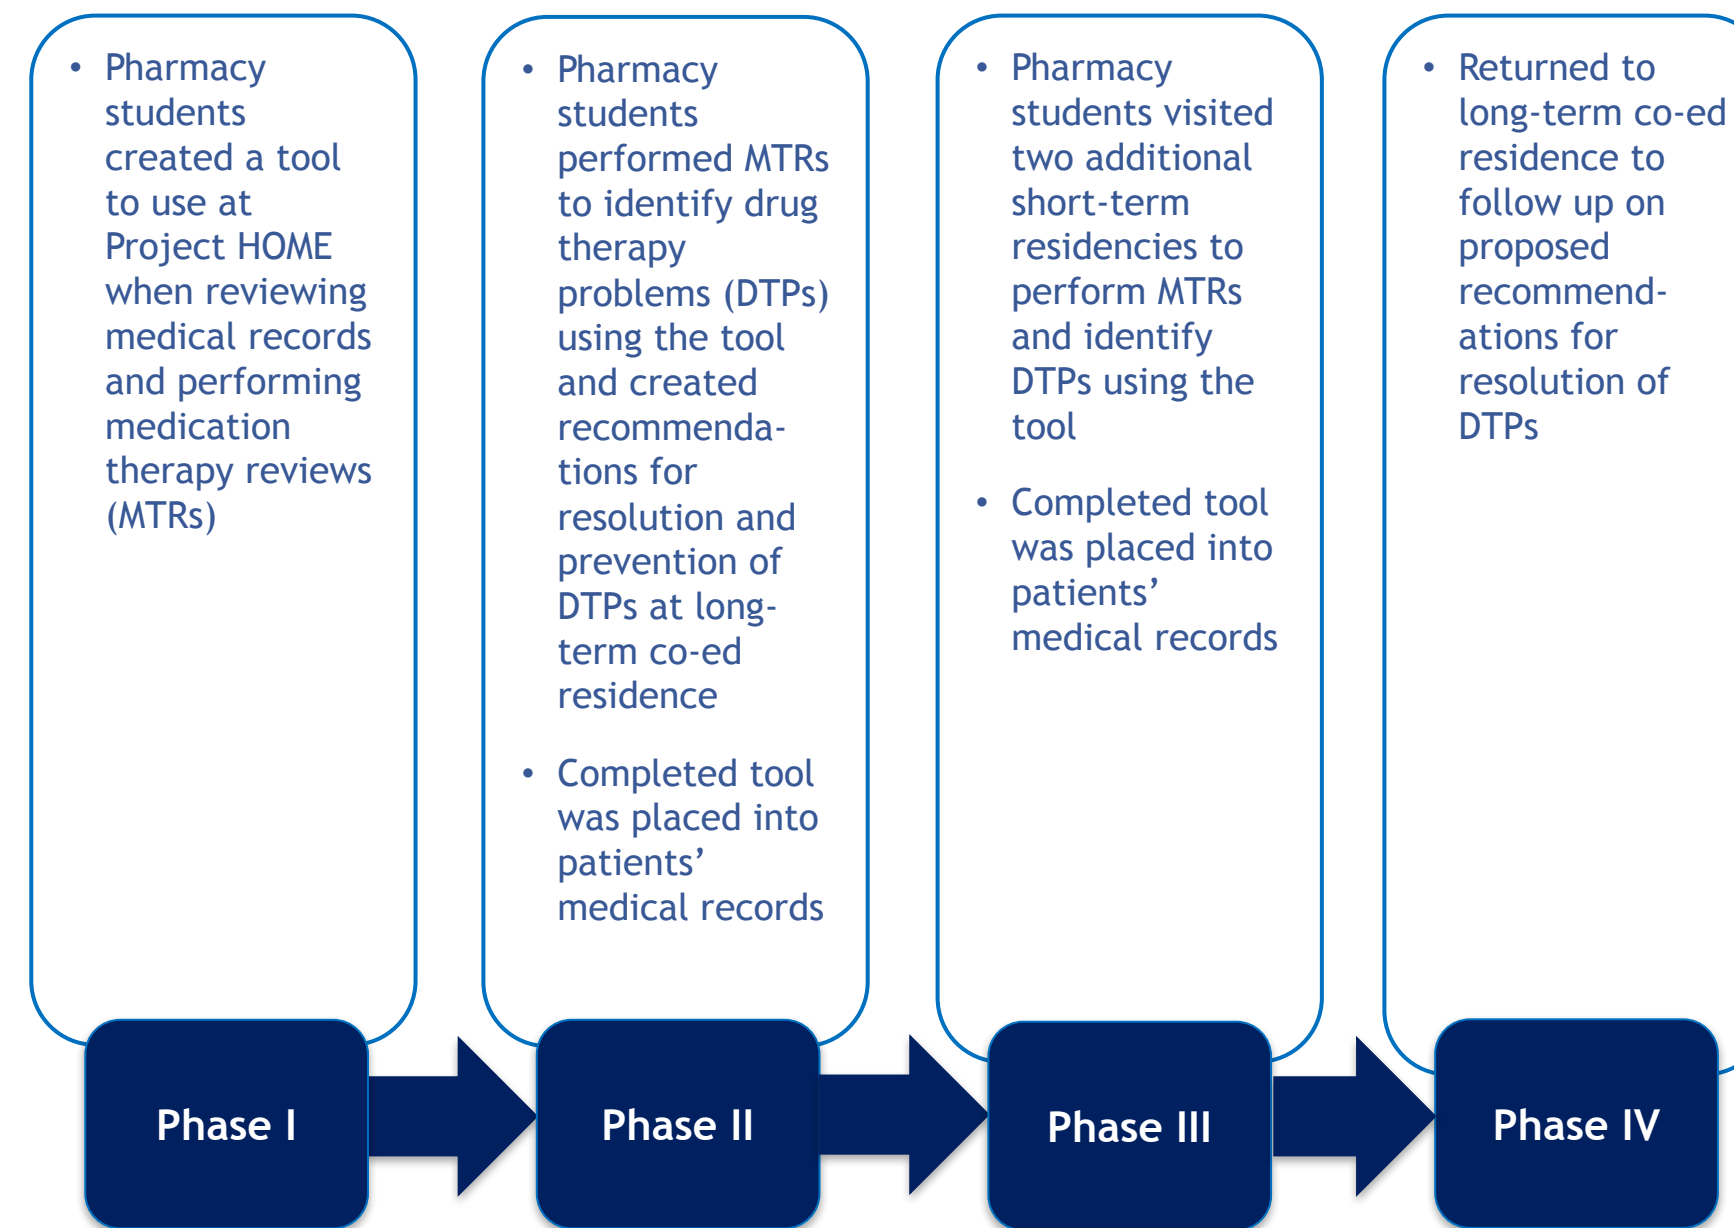 • Pharmacy
students
created a tool
to use at
Project HOME
when reviewing
medical records
and performing
medication
therapy reviews
(MTRs)
• Pharmacy
students
performed MTRs
to identify drug
therapy
problems (DTPs)
using the tool
and created
recommenda-
tions for
resolution and
prevention of
DTPs at long-
term co-ed
residence
• Completed tool
was placed into
patients’
medical records
• Pharmacy
students visited
two additional
short-term
residencies to
perform MTRs
and identify
DTPs using the
tool
• Completed tool
was placed into
patients’
medical records
• Returned to
long-term co-ed
residence to
follow up on
proposed
recommend-
ations for
resolution of
DTPs
Phase I
Phase II
Phase III
Phase IV